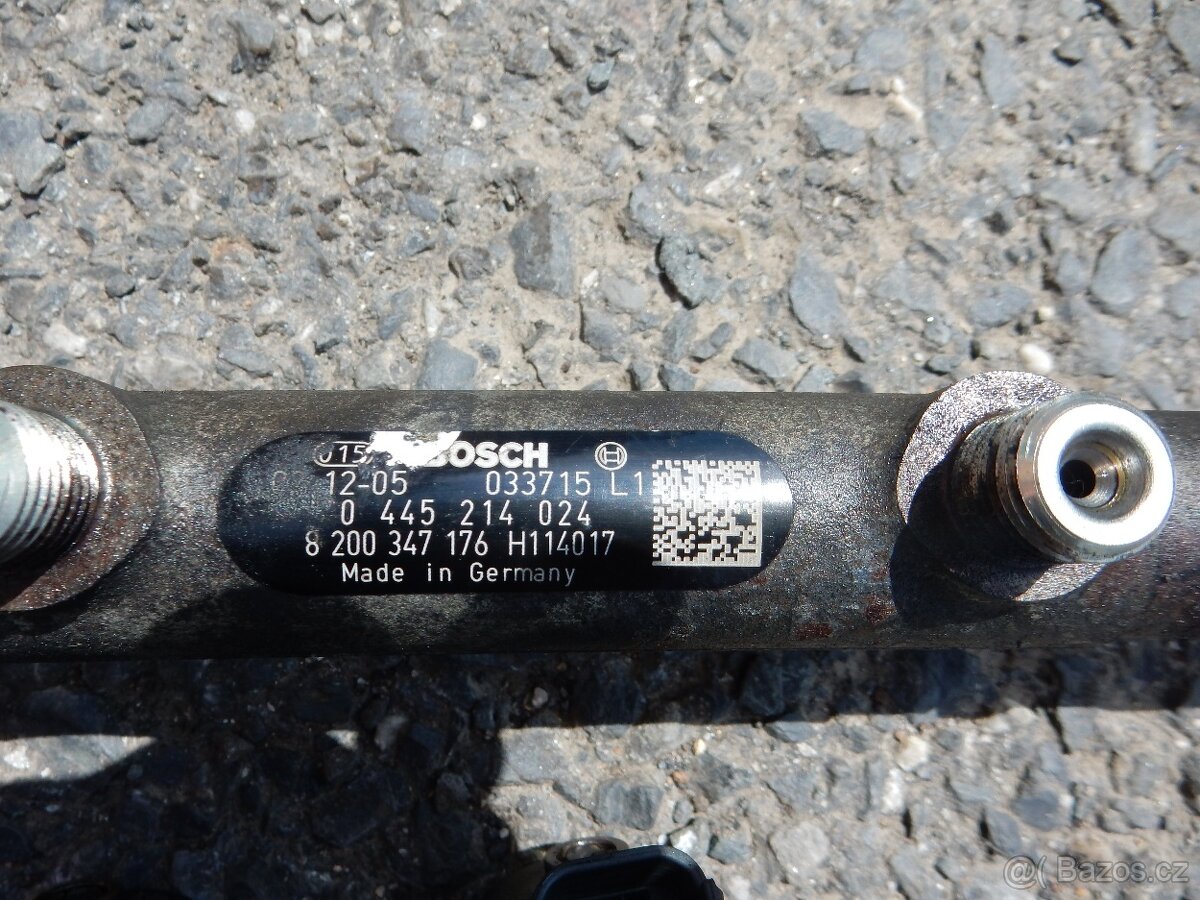 015 BOSCH
12-05 033715 L1
0 445 214 024
8 200 347 176 H114017
Made in Germany
@( Bazos.cz